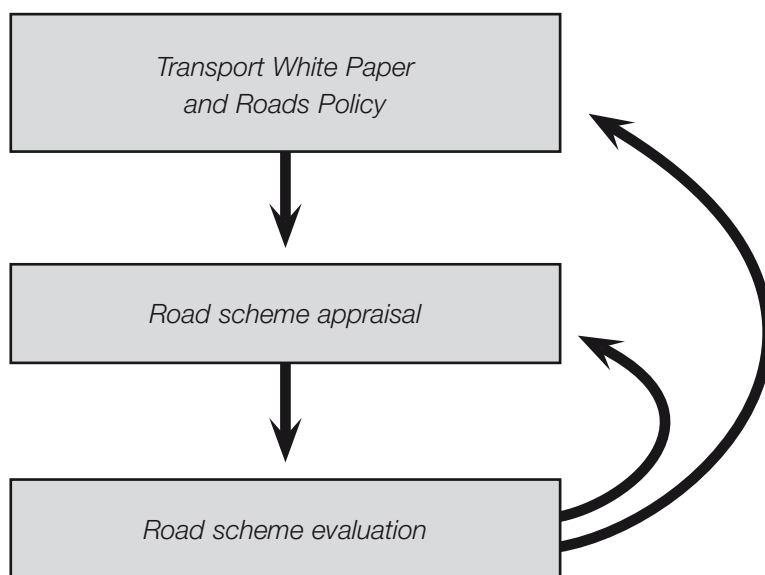 Transport White Paper
and Roads Policy
Road scheme appraisal
Road scheme evaluation